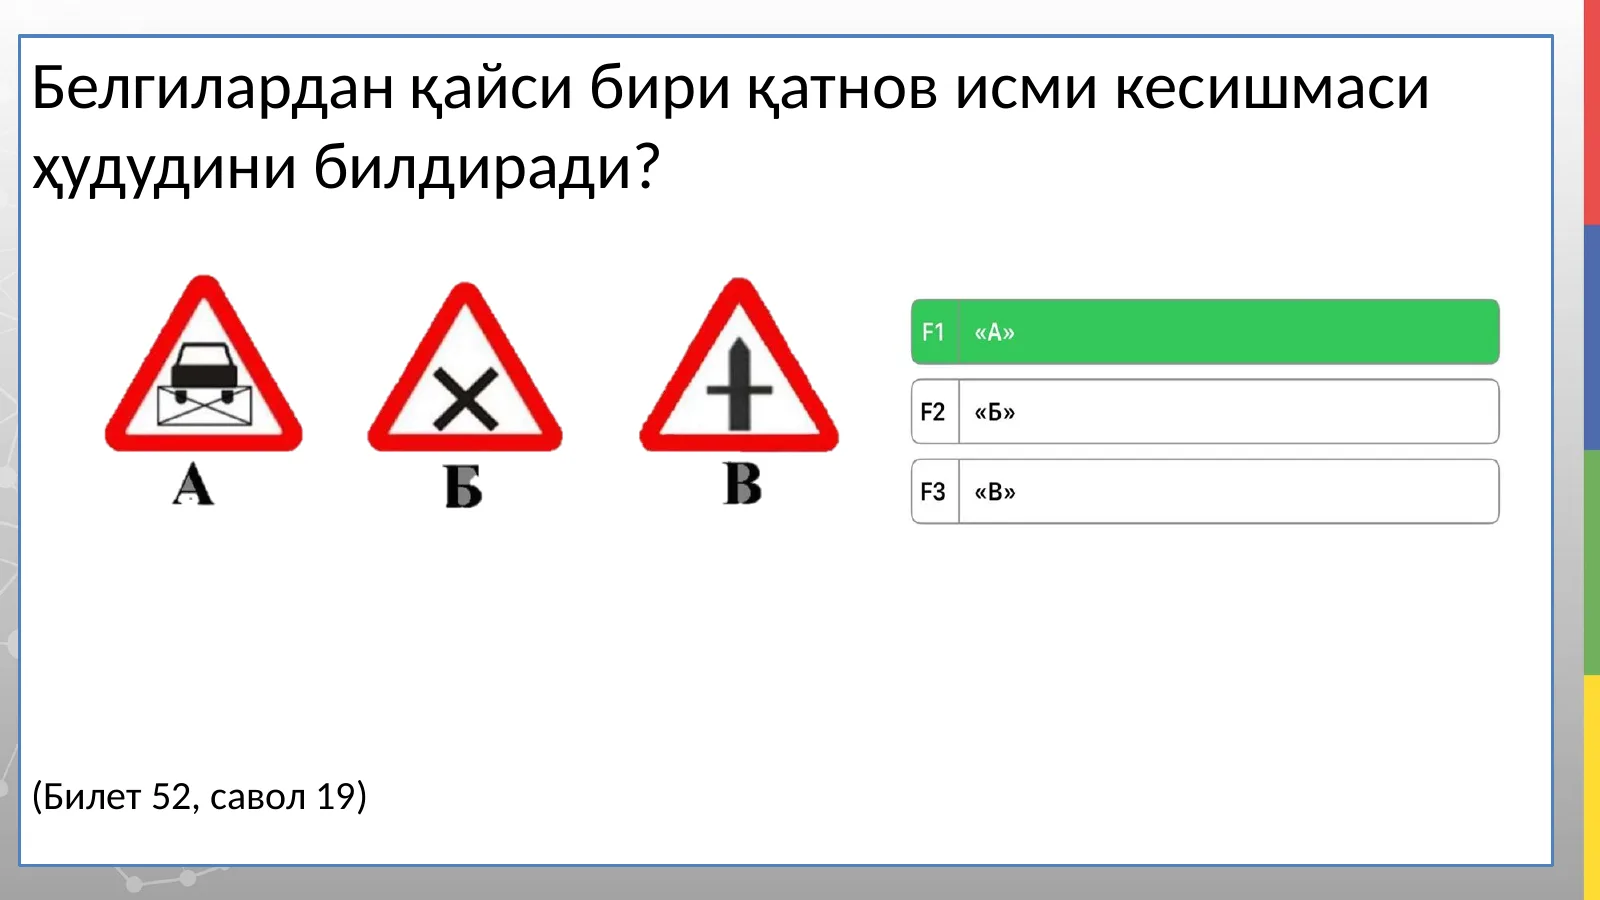 Белгилардан қайси бири қатнов исми кесишмаси
ҳудудини билдиради?
А
Б
В
F1 «А»
F2 «Б»
F3 «В»
(Билет 52, савол 19)